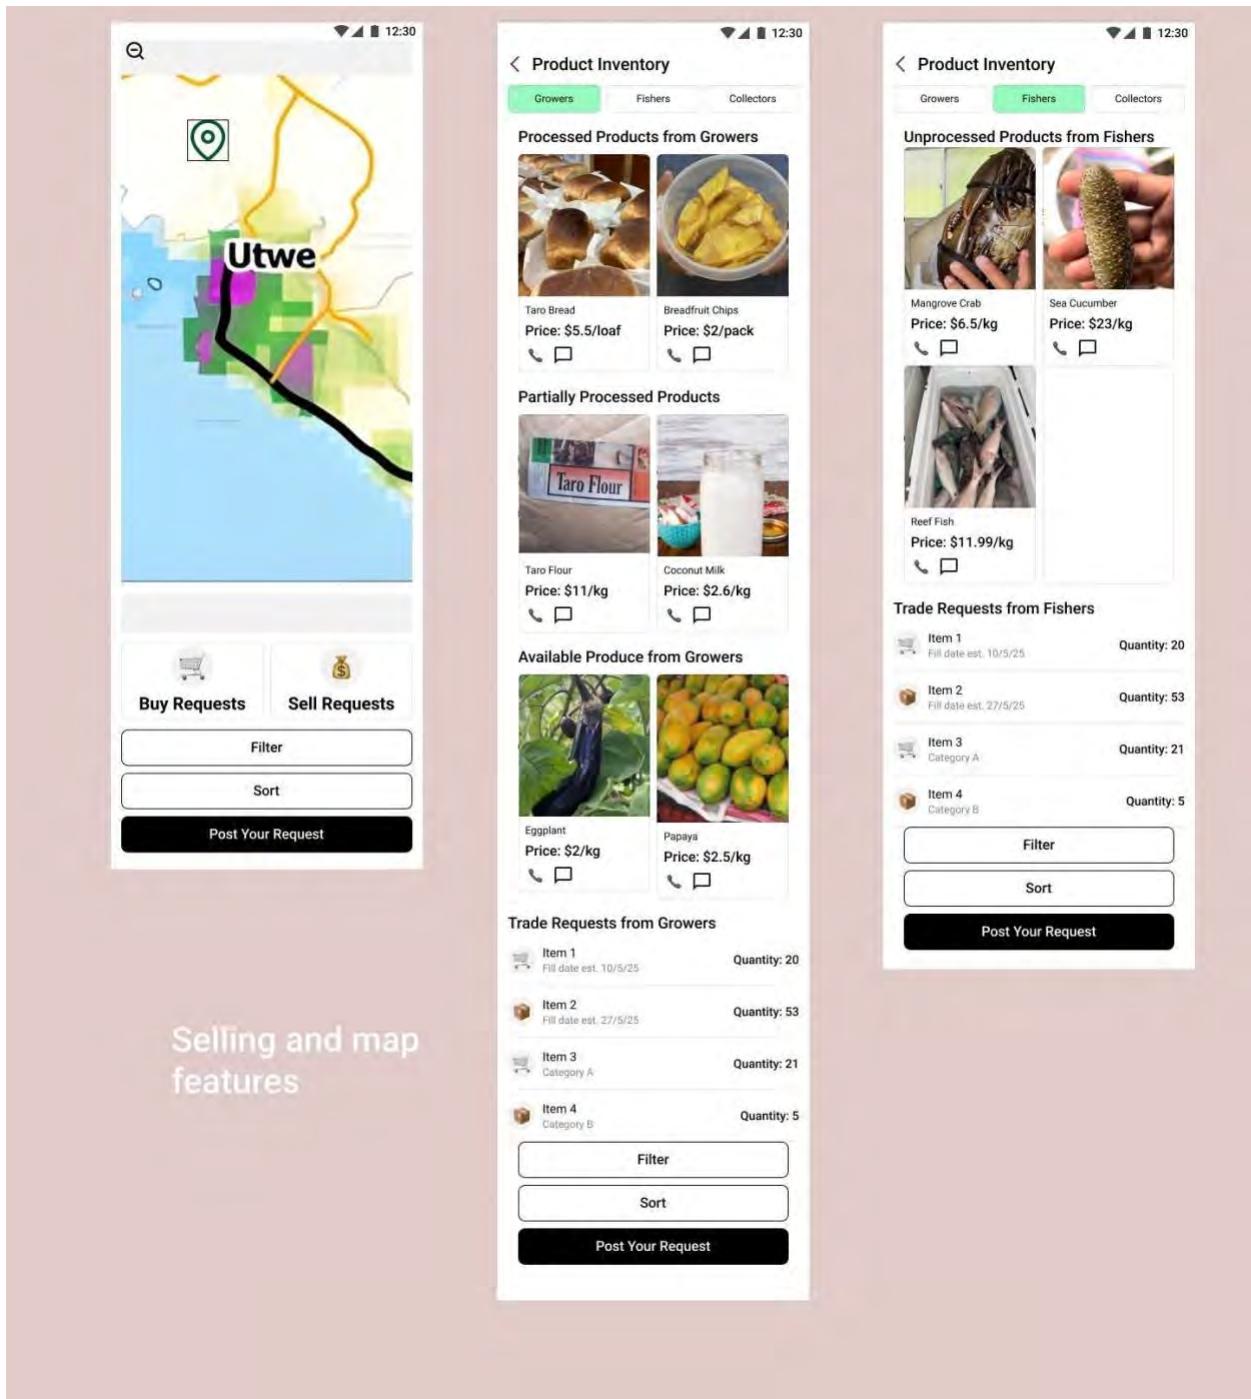 12:30
Utwe
Buy Requests
Sell Requests
Filter
Sort
Post Your Request
Selling and map
features
12:30
Product Inventory
Growers
Fishers
Collectors
Processed Products from Growers
Taro Bread
Price: $5.5/loaf
Breadfruit Chips
Price: $2/pack
Partially Processed Products
Taro Flour
Taro Flour
Price: $11/kg
Coconut Milk
Price: $2.6/kg
Available Produce from Growers
Eggplant
Price: $2/kg
Papaya
Price: $2.5/kg
Trade Requests from Growers
Item 1
Fill date est. 10/5/25
Quantity: 20
Item 2
Fill date est. 27/5/25
Quantity: 53
Item 3
Category A
Quantity: 21
Item 4
Category B
Quantity: 5
Filter
Sort
Post Your Request
12:30
Product Inventory
Growers
Fishers
Collectors
Unprocessed Products from Fishers
Mangrove Crab
Price: $6.5/kg
Sea Cucumber
Price: $23/kg
Reef Fish
Price: $11.99/kg
Trade Requests from Fishers
Item 1
Fill date est. 10/5/25
Quantity: 20
Item 2
Fill date est. 27/5/25
Quantity: 53
Item 3
Category A
Quantity: 21
Item 4
Category B
Quantity: 5
Filter
Sort
Post Your Request